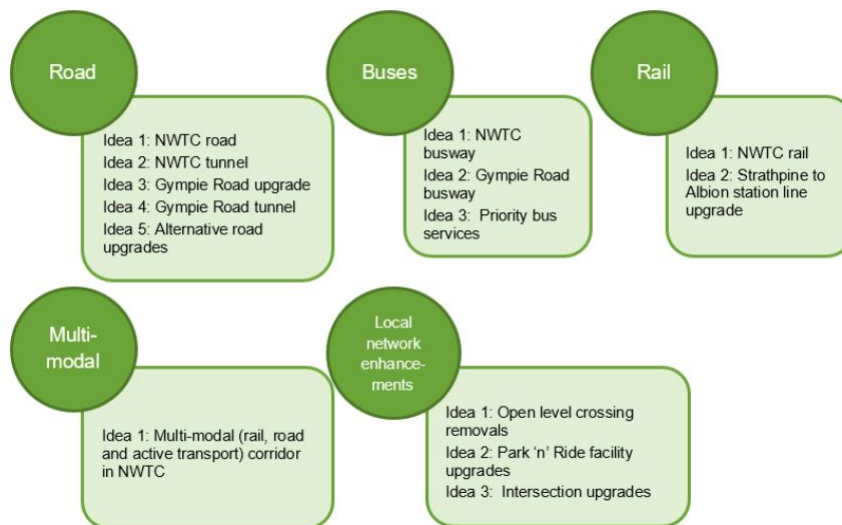 Road
Idea 1: NWTC road
Idea 2: NWTC tunnel
Idea 3: Gympie Road upgrade
Idea 4: Gympie Road tunnel
Idea 5: Alternative road
upgrades
Buses
Idea 1: NWTC
busway
Idea 2: Gympie Road
busway
Idea 3:  Priority bus
services
Rail
Idea 1: NWTC rail
Idea 2: Strathpine to
Albion station line
upgrade
Multi-
modal
Idea 1: Multi-modal (rail, road
and active transport) corridor
in NWTC
Local
network
enhance-
ments
Idea 1: Open level crossing
removals
Idea 2: Park ‘n’ Ride facility
upgrades
Idea 3:  Intersection upgrades